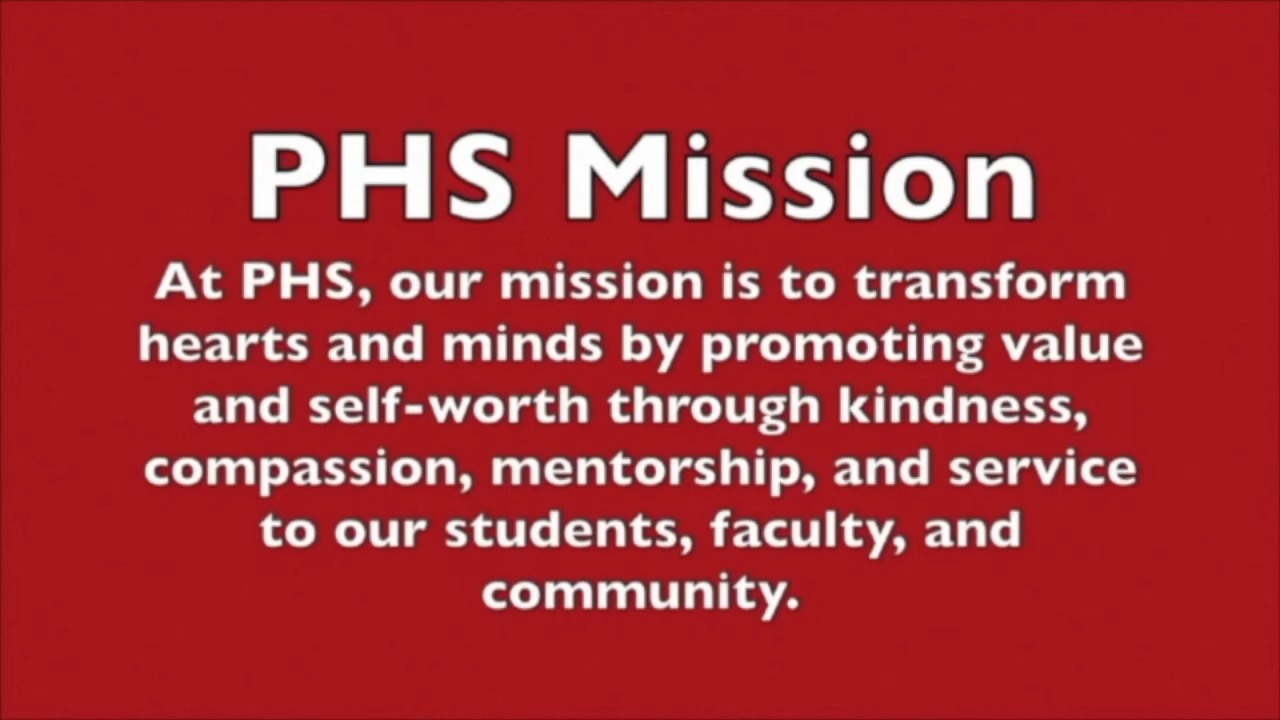 PHS Mission
At PHS, our mission is to transform
hearts and minds by promoting value
and self-worth through kindness,
compassion, mentorship, and service
to our students, faculty, and
community.